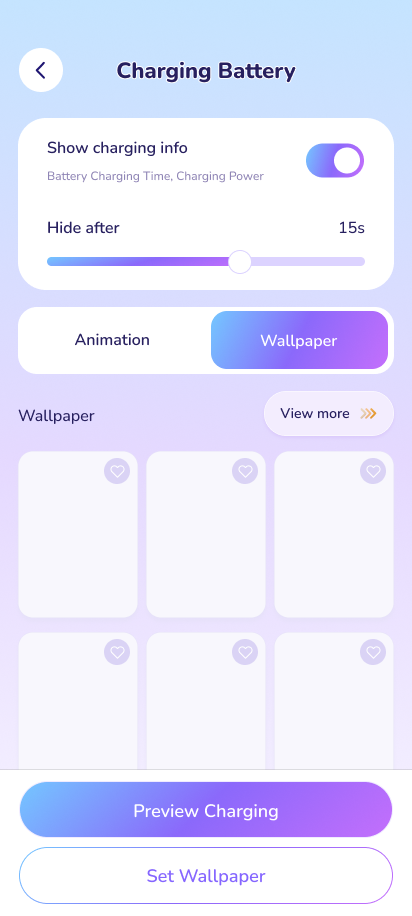 Charging Battery
Show charging info
Battery Charging Time, Charging Power
Hide after
15s
Animation
Wallpaper
Wallpaper
View more
Preview Charging
Set Wallpaper